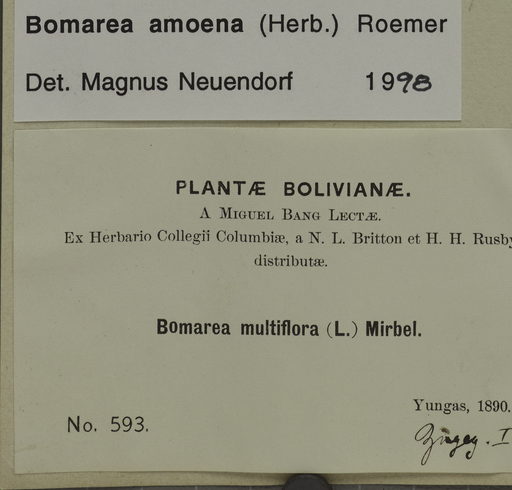 Bomarea amoena (Herb.) Roemer
Det. Magnus Neuendorf 1998
PLANTÆ BOLIVIANÆ.
A MIGUEL BANG LECTÆ.
Ex Herbario Collegii Columbiæ, a N. L. Britton et H. H. Rusby
distributæ.
Bomarea multiflora (L.) Mirbel.
Yungas, 1890.
No. 593.